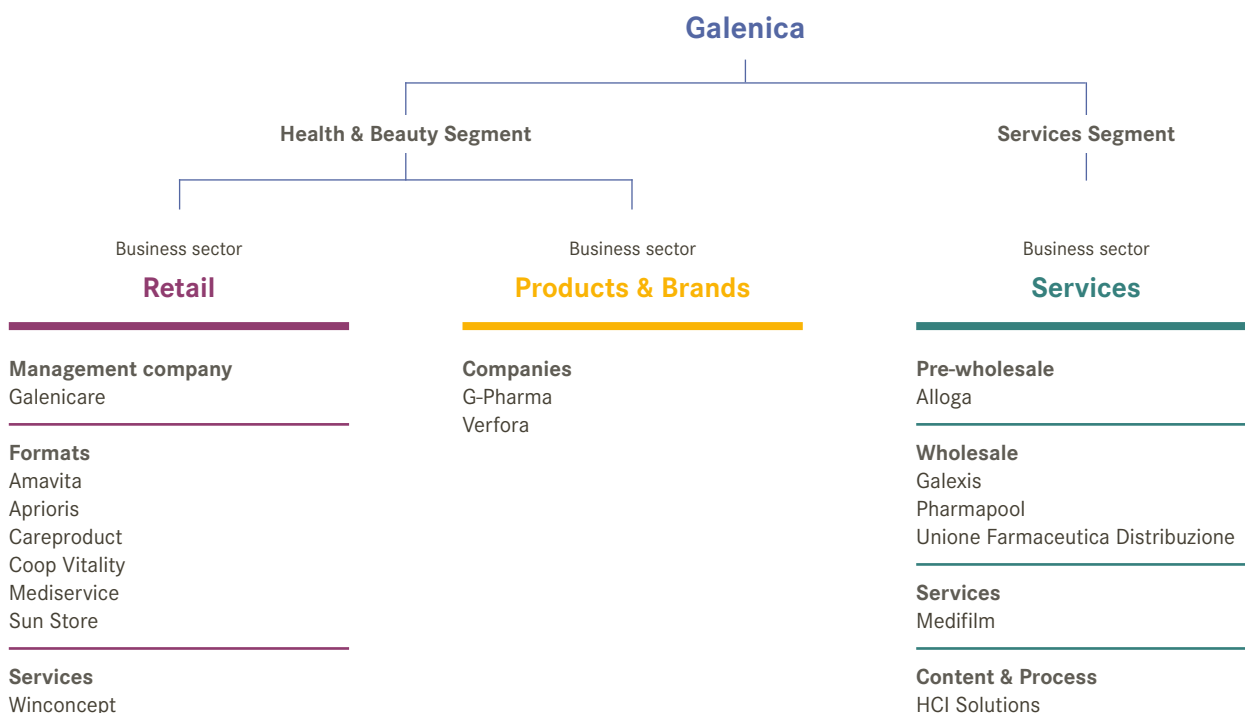 Galenica
Health & Beauty Segment
Services Segment
Business sector
Retail
Management company
Galenicare
Formats
Amavita
Aprioris
Careproduct
Coop Vitality
Mediservice
Sun Store
Services
Winconcept
Business sector
Products & Brands
Companies
G-Pharma
Verfora
Business sector
Services
Pre-wholesale
Alloga
Wholesale
Galexis
Pharmapool
Unione Farmaceutica Distribuzione
Services
Medifilm
Content & Process
HCI Solutions